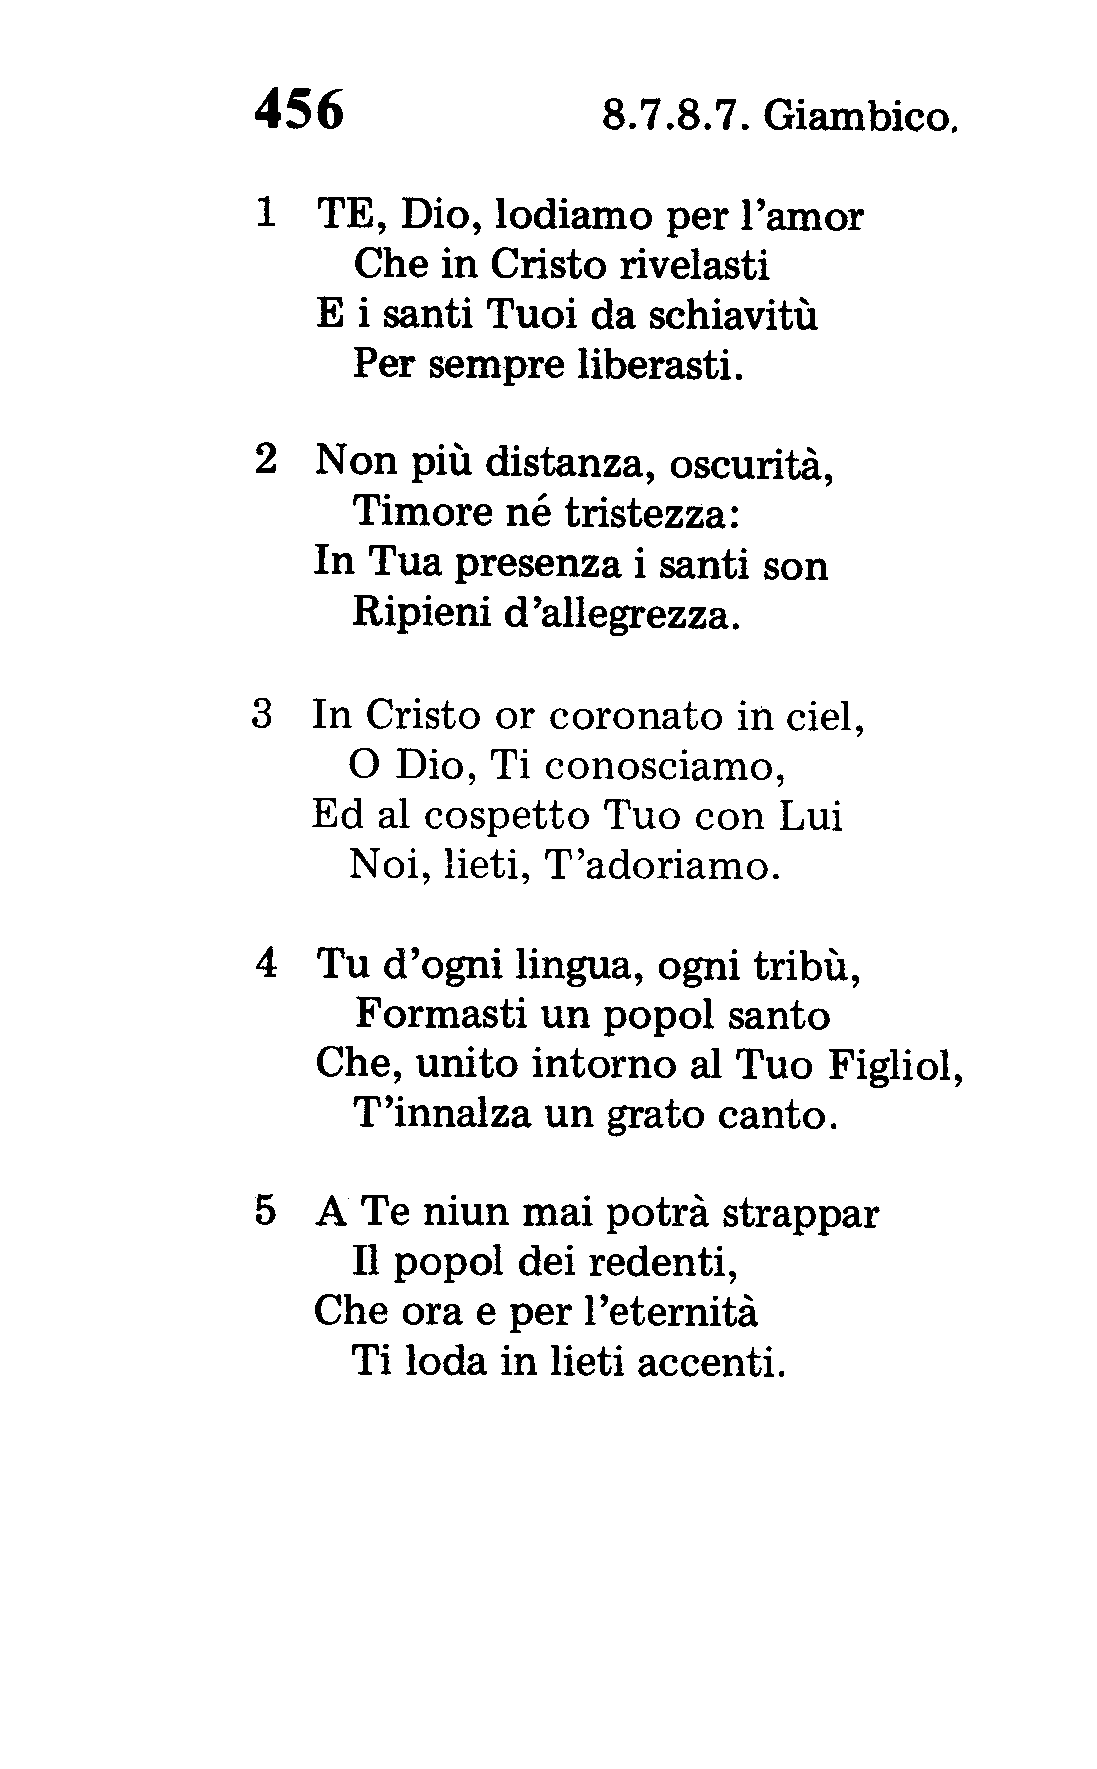 456 8.7.8.7. Giambico.
1 TE, Dio, lodiamo per l’amor
Che in Cristo rivelasti
E i santi Tuoi da schiavitù
Per sempre liberasti.
2 Non più distanza, oscurità,
Timore né tristezza:
In Tua presenza i santi son
Ripieni d’allegrezza.
3 In Cristo or coronato in ciel,
O Dio, Ti conosciamo,
Ed al cospetto Tuo con Lui
Noi, lieti, T’adoriamo.
4 Tu d’ogni lingua, ogni tribù,
Formasti un popol santo
Che, unito intorno al Tuo Figliol,
T’innalza un grato canto.
5 A Te niun mai potrà strappar
Il popol dei redenti,
Che ora e per l’eternità
Ti loda in lieti accenti.